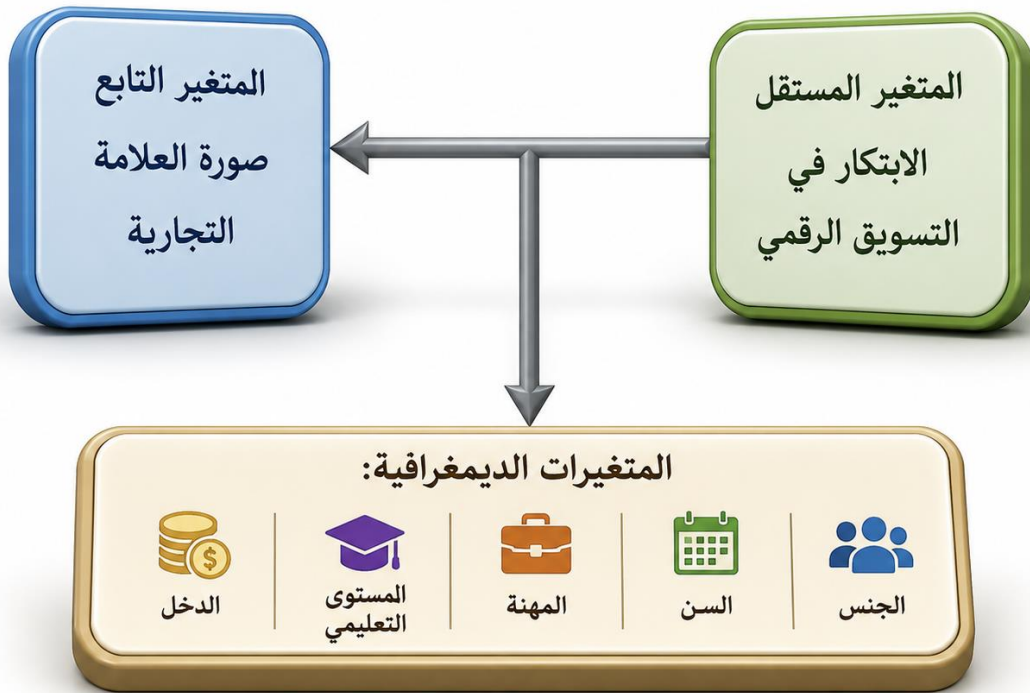 المتغير المستقل
الابتكار في
التسويق الرقمي
المتغير التابع
صورة العلامة
التجارية
المتغيرات الديمغرافية:
الجنس
السن
المهنة
المستوى
التعليمي
الدخل
$